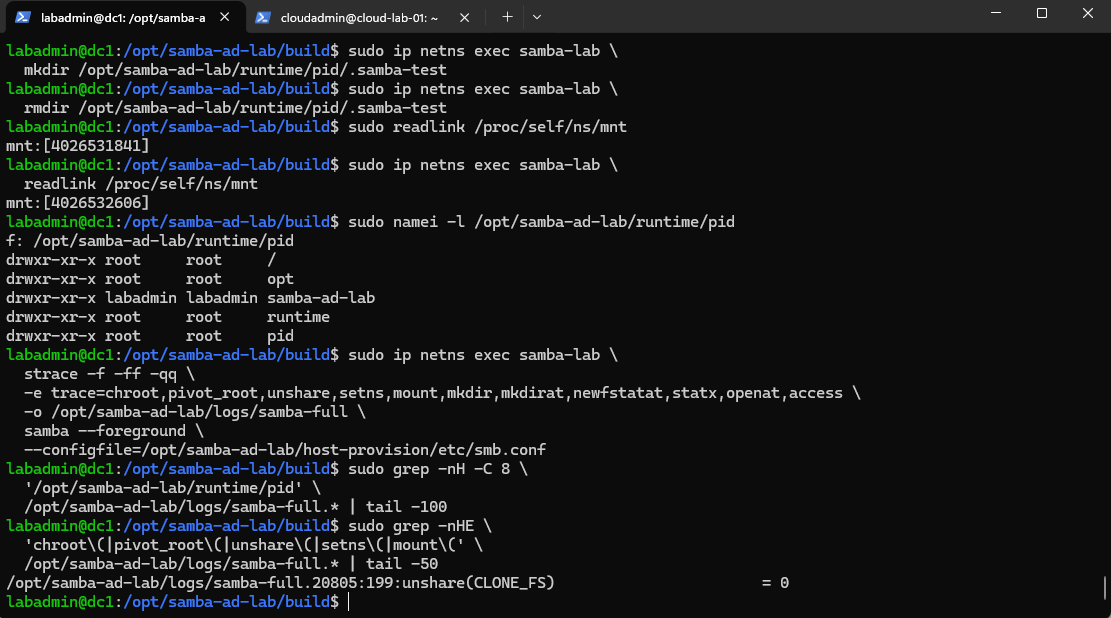 labadmin@dc1: /opt/samba-a
cloudadmin@cloud-lab-01: ~
labadmin@dc1:/opt/samba-ad-lab/build$ sudo ip netns exec samba-lab \
  mkdir /opt/samba-ad-lab/runtime/pid/.samba-test
labadmin@dc1:/opt/samba-ad-lab/build$ sudo ip netns exec samba-lab \
  rmdir /opt/samba-ad-lab/runtime/pid/.samba-test
labadmin@dc1:/opt/samba-ad-lab/build$ sudo readlink /proc/self/ns/mnt
mnt:[4026531841]
labadmin@dc1:/opt/samba-ad-lab/build$ sudo ip netns exec samba-lab \
  readlink /proc/self/ns/mnt
mnt:[4026532606]
labadmin@dc1:/opt/samba-ad-lab/build$ sudo namei -l /opt/samba-ad-lab/runtime/pid
f: /opt/samba-ad-lab/runtime/pid
drwxr-xr-x root     root     /
drwxr-xr-x root     root     opt
drwxr-xr-x labadmin labadmin samba-ad-lab
drwxr-xr-x root     root     runtime
drwxr-xr-x root     root     pid
labadmin@dc1:/opt/samba-ad-lab/build$ sudo ip netns exec samba-lab \
  strace -f -ff -qq \
  -e trace=chroot,pivot_root,unshare,setns,mount,mkdir,mkdirat,newfstatat,statx,openat,access \
  -o /opt/samba-ad-lab/logs/samba-full \
  samba --foreground \
  --configfile=/opt/samba-ad-lab/host-provision/etc/smb.conf
labadmin@dc1:/opt/samba-ad-lab/build$ sudo grep -nH -C 8 \
  '/opt/samba-ad-lab/runtime/pid' \
  /opt/samba-ad-lab/logs/samba-full.* | tail -100
labadmin@dc1:/opt/samba-ad-lab/build$ sudo grep -nHE \
  'chroot\(|pivot_root\(|unshare\(|setns\(|mount\(' \
  /opt/samba-ad-lab/logs/samba-full.* | tail -50
/opt/samba-ad-lab/logs/samba-full.20805:199:unshare(CLONE_FS)                       = 0
labadmin@dc1:/opt/samba-ad-lab/build$